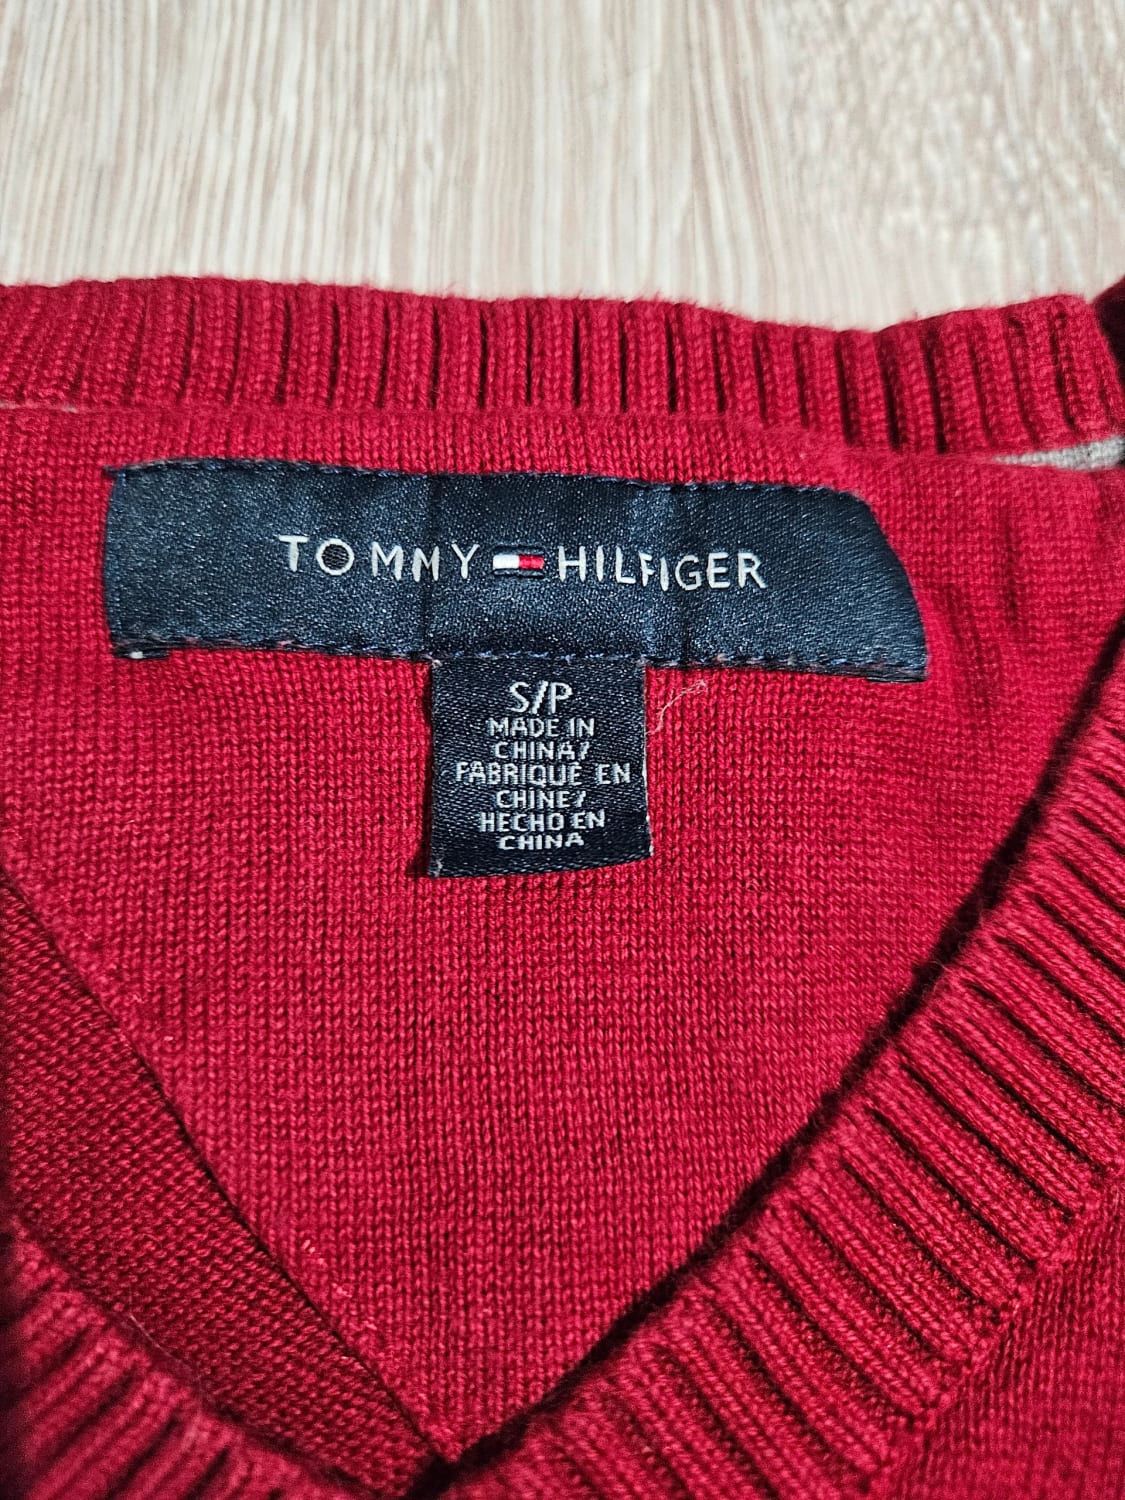 TOMMY HILFIGER
S/P
MADE IN
CHINA/
FABRIQUÉ EN
CHINE/
HECHO EN
CHINA